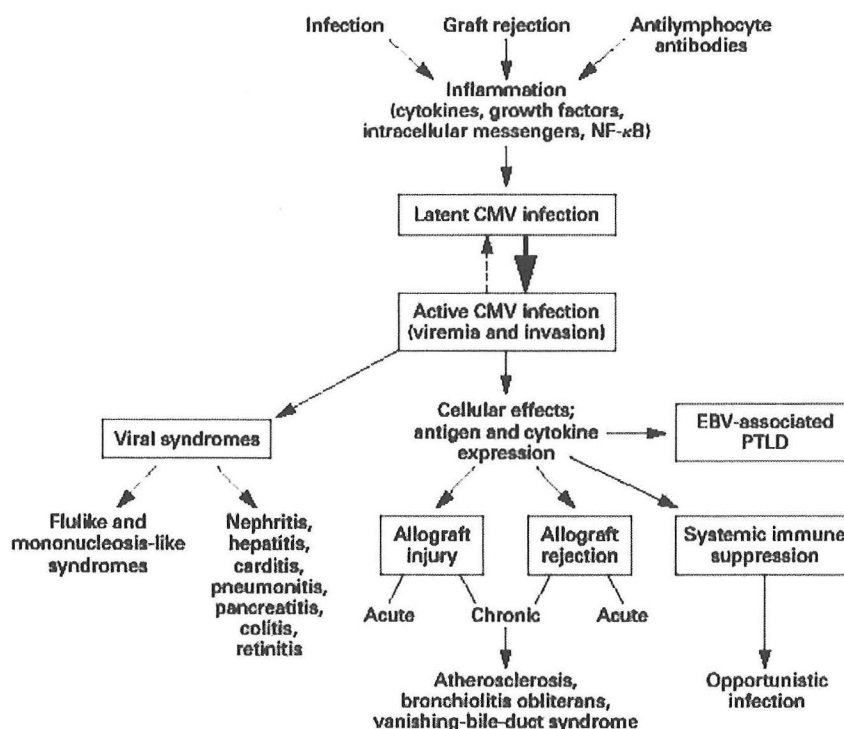 Infection
Graft rejection
Antilymphocyte
antibodies
Inflammation
(cytokines, growth factors,
intracellular messengers, NF-κB)
Latent CMV infection
Active CMV infection
(viremia and invasion)
Viral syndromes
Cellular effects;
antigen and cytokine
expression
EBV-associated
PTLD
Flulike and
mononucleosis-like
syndromes
Nephritis,
hepatitis,
carditis,
pneumonitis,
pancreatitis,
colitis,
retinitis
Allograft
injury
Allograft
rejection
Systemic immune
suppression
Acute
Chronic
Acute
Atherosclerosis,
bronchiolitis obliterans,
vanishing-bile-duct syndrome
Opportunistic
infection